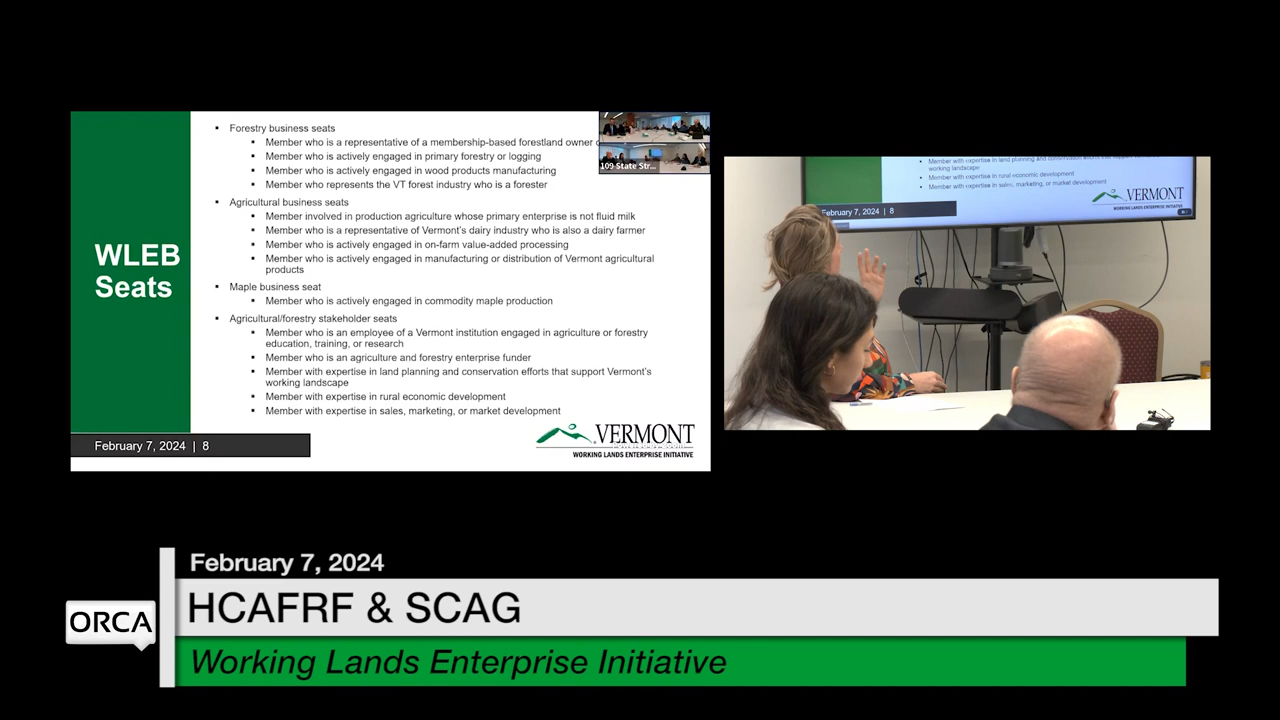 WLEB
Seats
Forestry business seats
Member who is a representative of a membership-based forestland owner
Member who is actively engaged in primary forestry or logging
Member who is actively engaged in wood products manufacturing
Member who represents the VT forest industry who is a forester
Agricultural business seats
Member involved in production agriculture whose primary enterprise is not fluid milk
Member who is a representative of Vermont's dairy industry who is also a dairy farmer
Member who is actively engaged in on-farm value-added processing
Member who is actively engaged in manufacturing or distribution of Vermont agricultural
products
Maple business seat
Member who is actively engaged in commodity maple production
Agricultural/forestry stakeholder seats
Member who is an employee of a Vermont institution engaged in agriculture or forestry
education, training, or research
Member who is an agriculture and forestry enterprise funder
Member with expertise in land planning and conservation efforts that support Vermont's
working landscape
Member with expertise in rural economic development
Member with expertise in sales, marketing, or market development
109 State Str...
February 7, 2024 | 8
VERMONT
WORKING LANDS ENTERPRISE INITIATIVE
Member with expertise in land planning and conservation efforts that support
working landscape
Member with expertise in rural economic development
Member with expertise in sales, marketing, or market development
February 7, 2024 | 8
VERMONT
WORKING LANDS ENTERPRISE INITIATIVE
February 7, 2024
ORCA
HCAFRF & SCAG
Working Lands Enterprise Initiative